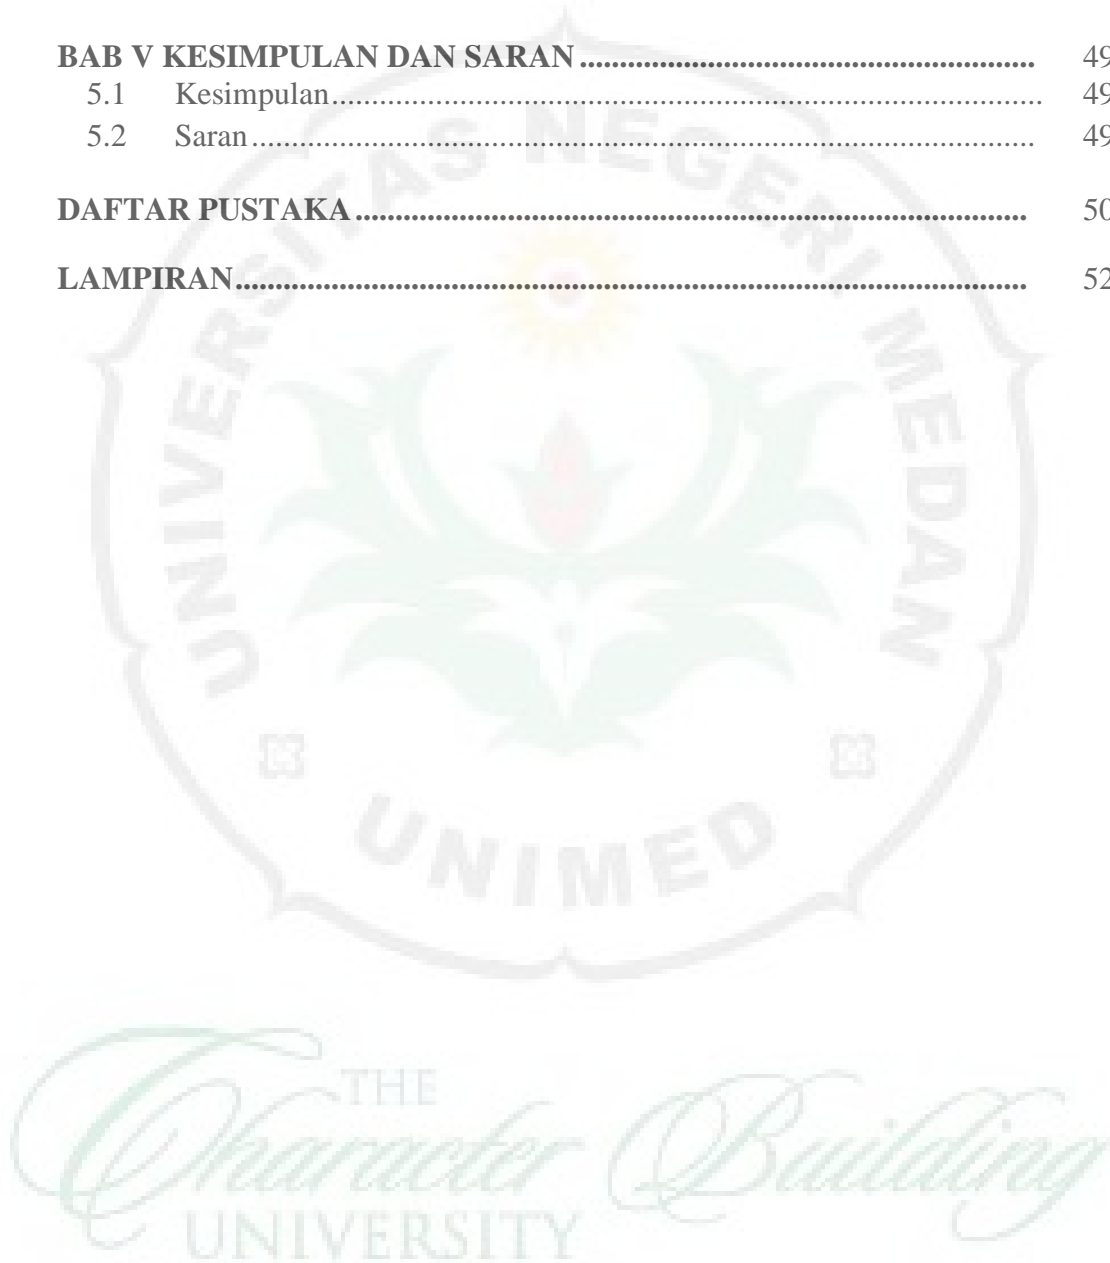 BAB V KESIMPULAN DAN SARAN ........................................................ 49
5.1 Kesimpulan ........................................................................................ 49
5.2 Saran ................................................................................................. 49
DAFTAR PUSTAKA .................................................................................. 50
LAMPIRAN ................................................................................................. 52
UNIVERSITAS NEGERI MEDAN
UNIMED
THE
Character Building
UNIVERSITY